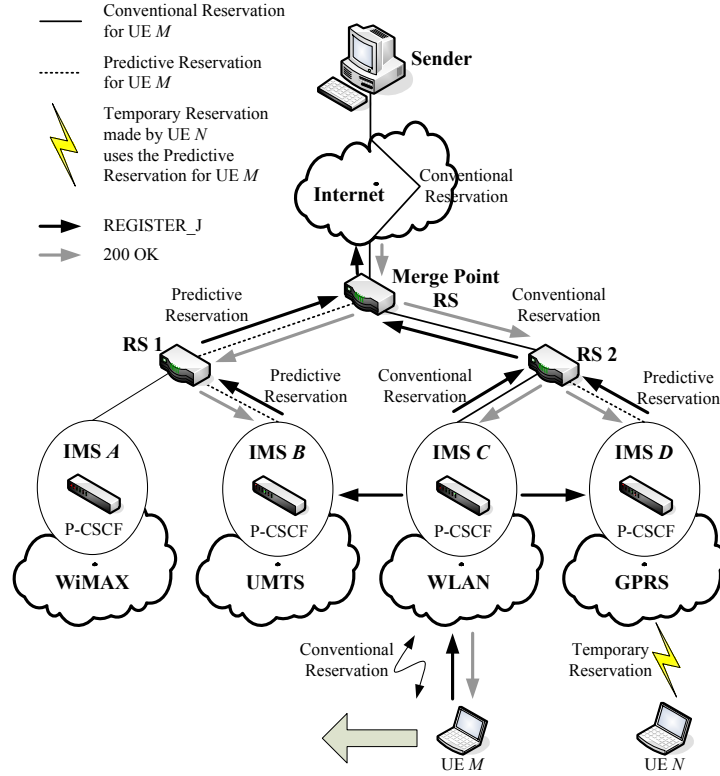 Conventional Reservation
for UE M
Predictive Reservation
for UE M
Temporary Reservation
made by UE N
uses the Predictive
Reservation for UE M
REGISTER_J
200 OK
Sender
Internet
Conventional
Reservation
Merge Point
RS
Predictive
Reservation
Conventional
Reservation
RS 1
RS 2
Predictive
Reservation
Conventional
Reservation
Predictive
Reservation
IMS A
IMS B
IMS C
IMS D
P-CSCF
P-CSCF
P-CSCF
P-CSCF
WiMAX
UMTS
WLAN
GPRS
Conventional
Reservation
Temporary
Reservation
UE M
UE N